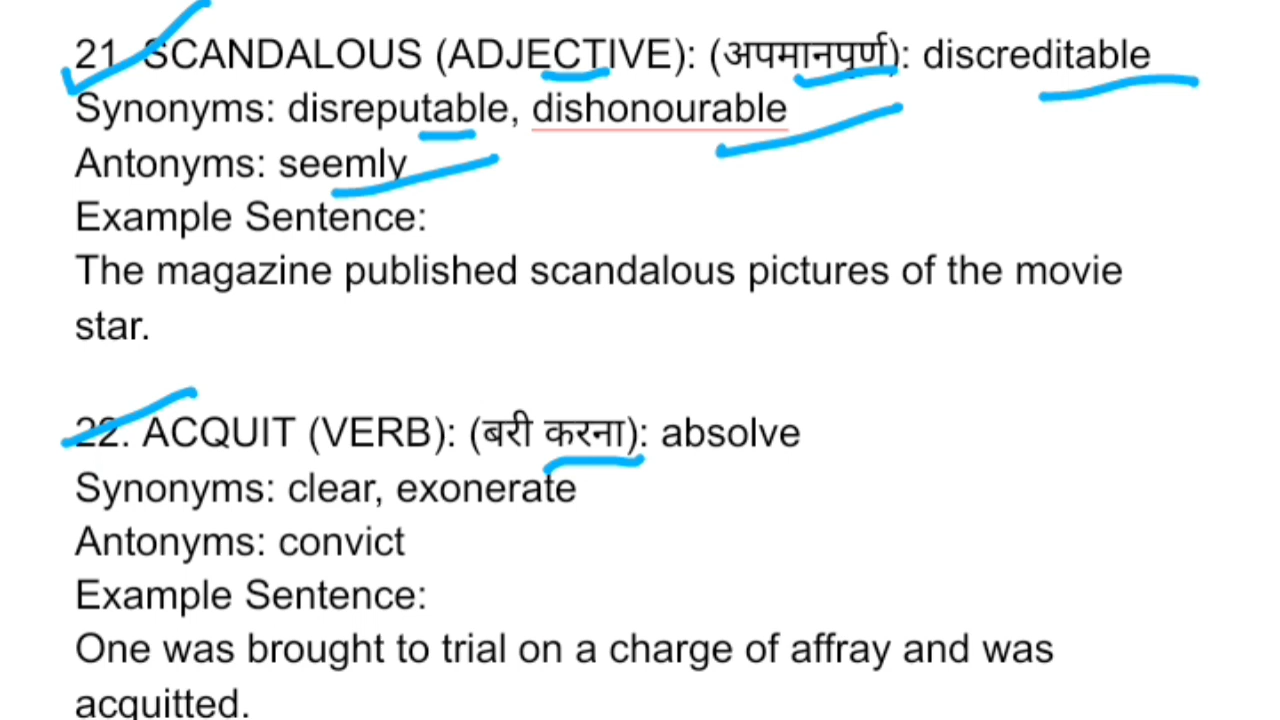 21. SCANDALOUS (ADJECTIVE): (अपमानपूर्ण): discreditable
Synonyms: disreputable, dishonourable
Antonyms: seemly
Example Sentence:
The magazine published scandalous pictures of the movie
star.
22. ACQUIT (VERB): (बरी करना): absolve
Synonyms: clear, exonerate
Antonyms: convict
Example Sentence:
One was brought to trial on a charge of affray and was
acquitted.